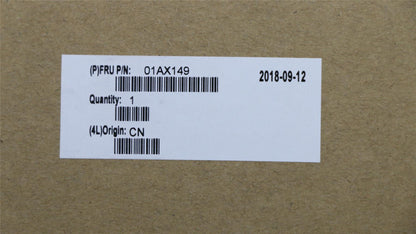 (P)FRU P/N: 01AX149 2018-09-12
Quantity: 1
(4L)Origin: CN